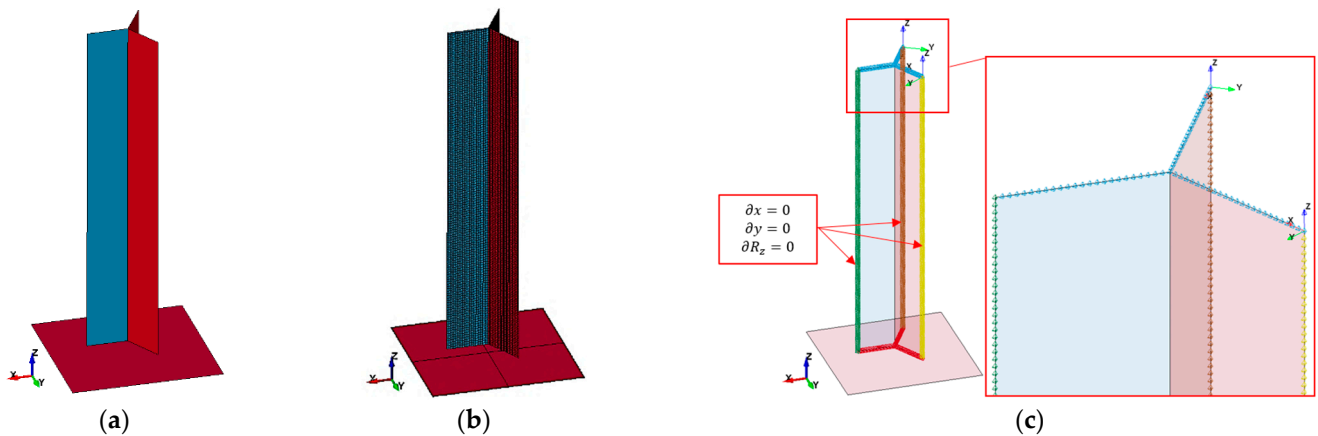 Z
X
Y
(a)
Z
X
Y
(b)
∂x = 0
∂y = 0
∂R_z = 0
Z
Y
Z
X
Y
Z
X
Y
Z
X
Y
Z
X
Y
(c)